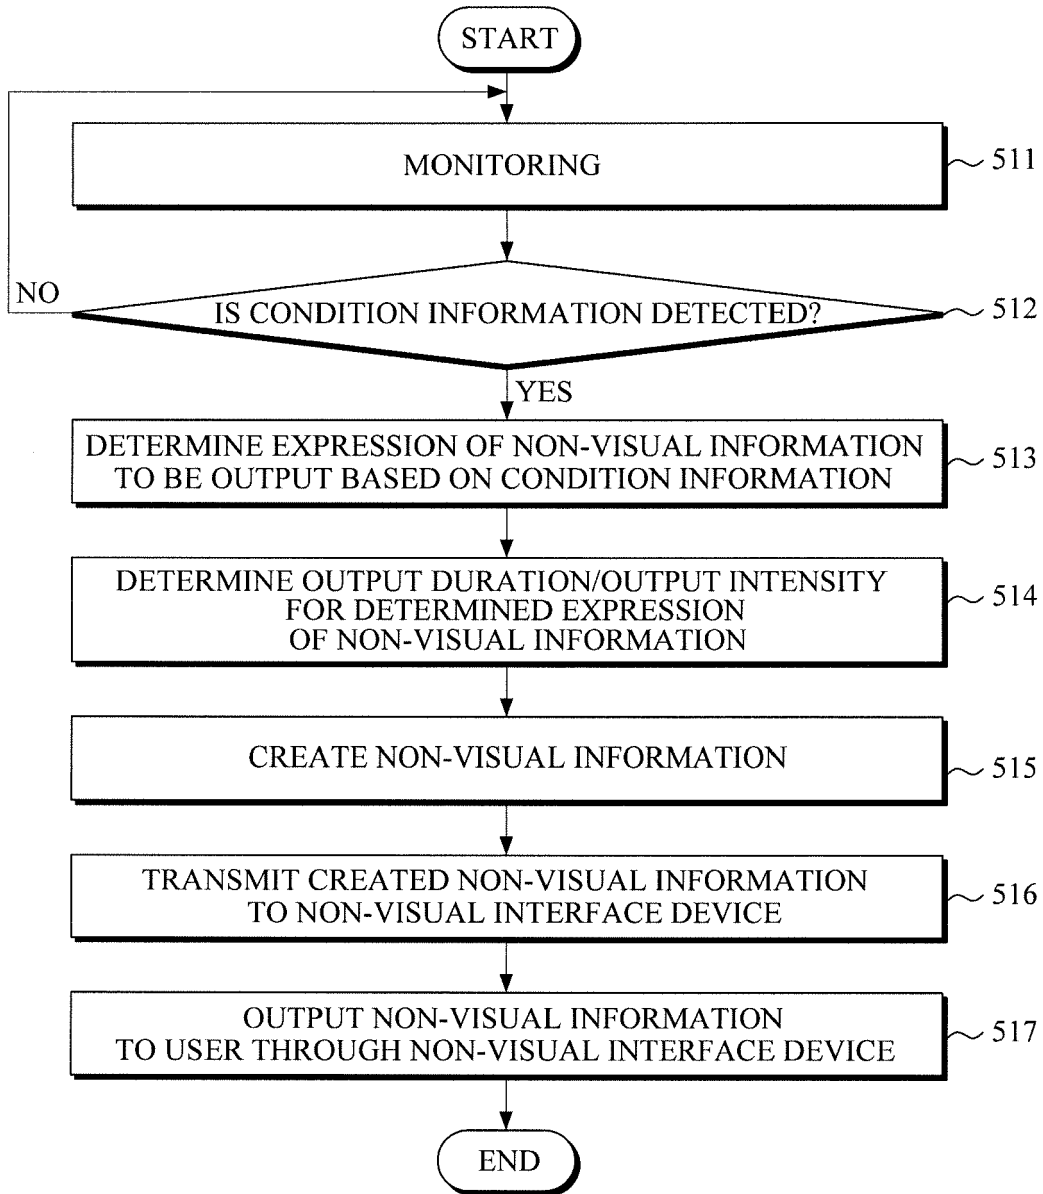 START
MONITORING
511
NO
IS CONDITION INFORMATION DETECTED?
512
YES
DETERMINE EXPRESSION OF NON-VISUAL INFORMATION
TO BE OUTPUT BASED ON CONDITION INFORMATION
513
DETERMINE OUTPUT DURATION/OUTPUT INTENSITY
FOR DETERMINED EXPRESSION
OF NON-VISUAL INFORMATION
514
CREATE NON-VISUAL INFORMATION
515
TRANSMIT CREATED NON-VISUAL INFORMATION
TO NON-VISUAL INTERFACE DEVICE
516
OUTPUT NON-VISUAL INFORMATION
TO USER THROUGH NON-VISUAL INTERFACE DEVICE
517
END